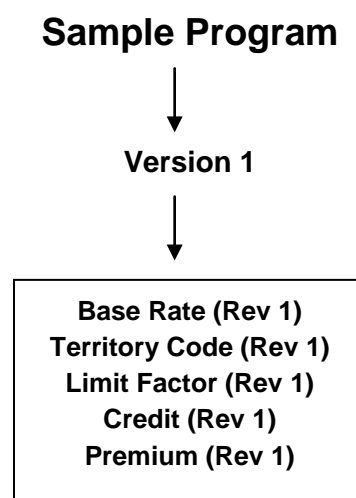 Sample Program
Version 1
Base Rate (Rev 1)
Territory Code (Rev 1)
Limit Factor (Rev 1)
Credit (Rev 1)
Premium (Rev 1)